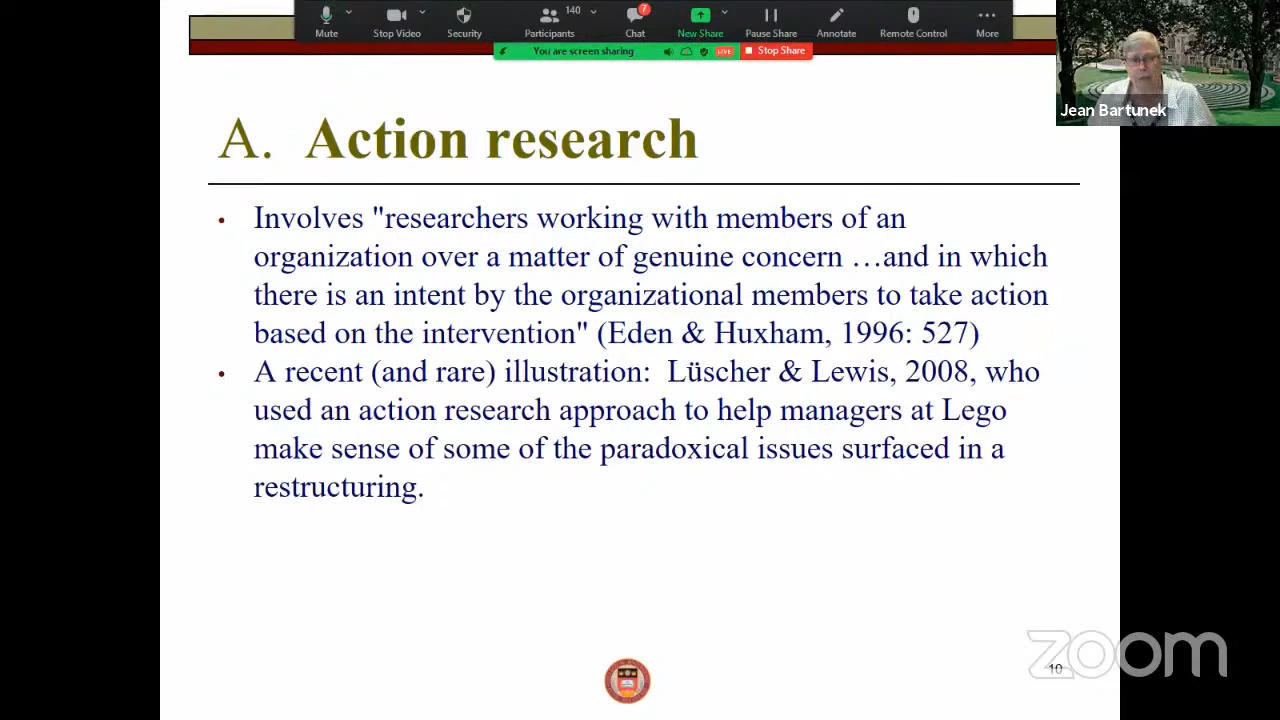 140
7
Mute
Stop Video
Security
Participants
Chat
New Share
Pause Share
Annotate
Remote Control
More
You are screen sharing
LIVE
Stop Share
Jean Bartunek
A. Action research
• Involves "researchers working with members of an
organization over a matter of genuine concern …and in which
there is an intent by the organizational members to take action
based on the intervention" (Eden & Huxham, 1996: 527)
• A recent (and rare) illustration: Lüscher & Lewis, 2008, who
used an action research approach to help managers at Lego
make sense of some of the paradoxical issues surfaced in a
restructuring.
zoom
10